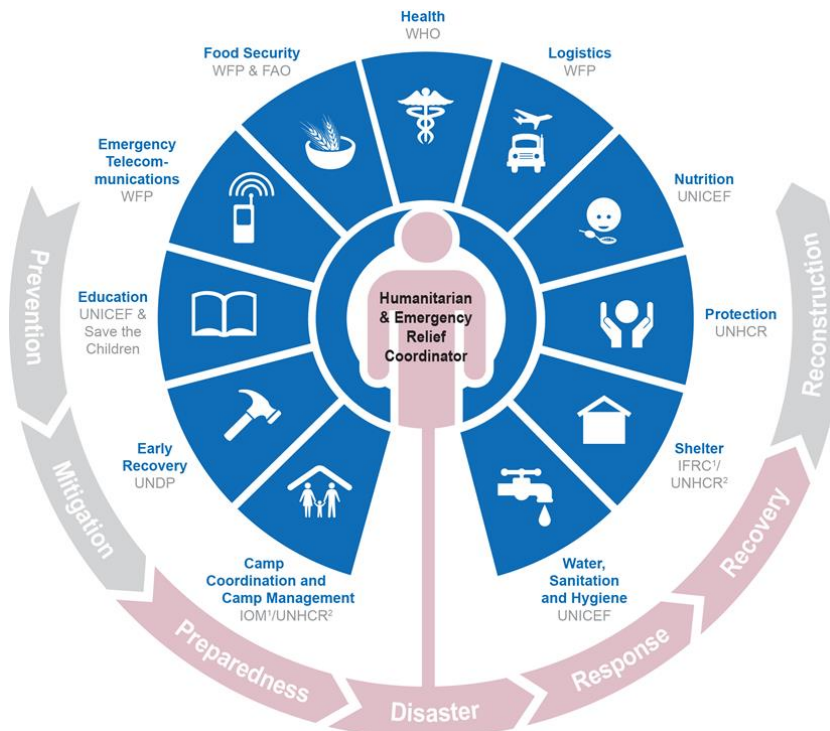 Health
WHO
Food Security
WFP & FAO
Logistics
WFP
Emergency
Telecom-
munications
WFP
Nutrition
UNICEF
Education
UNICEF &
Save the
Children
Humanitarian
& Emergency
Relief
Coordinator
Protection
UNHCR
Early
Recovery
UNDP
Shelter
IFRC¹/
UNHCR²
Camp
Coordination and
Camp Management
IOM¹/UNHCR²
Water,
Sanitation
and Hygiene
UNICEF
Prevention
Mitigation
Preparedness
Disaster
Response
Recovery
Reconstruction